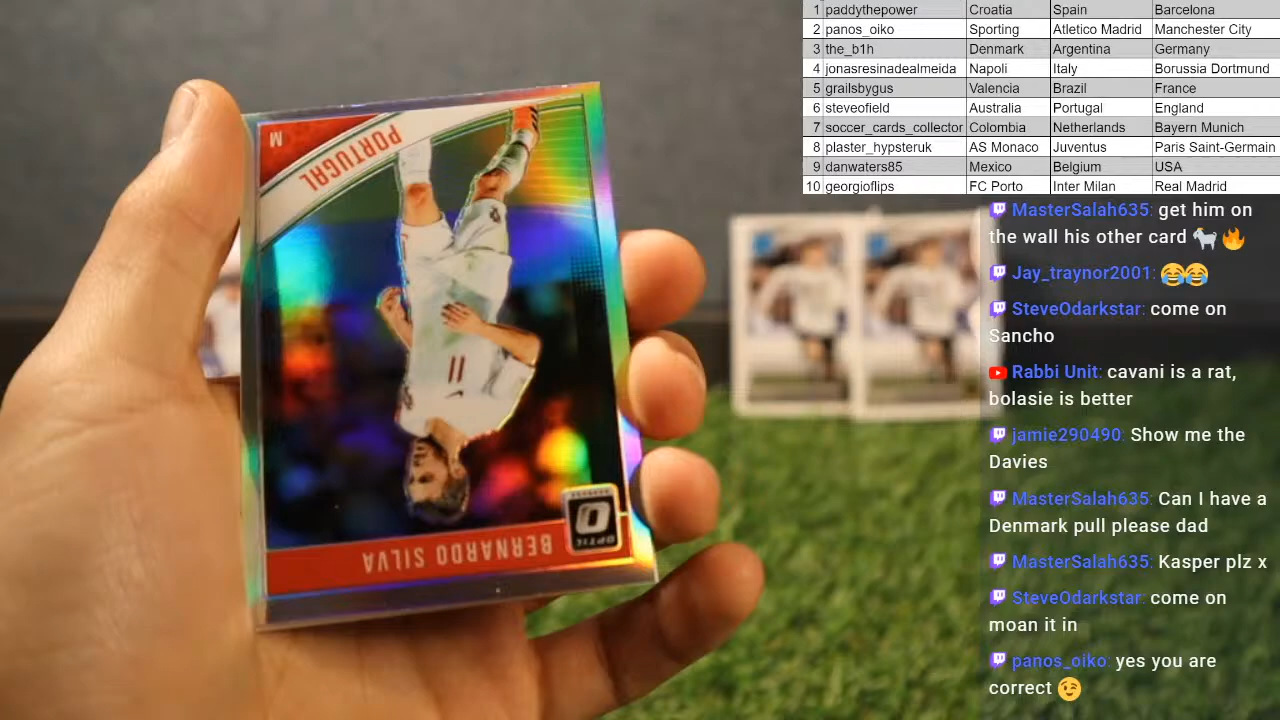 1 paddythepower Croatia Spain Barcelona
2 panos_oiko Sporting Atletico Madrid Manchester City
3 the_b1h Denmark Argentina Germany
4 jonasresinadealmeida Napoli Italy Borussia Dortmund
5 grailsbygus Valencia Brazil France
6 steveofield Australia Portugal England
7 soccer_cards_collector Colombia Netherlands Bayern Munich
8 plaster_hypsteruk AS Monaco Juventus Paris Saint-Germain
9 danwaters85 Mexico Belgium USA
10 georgioflips FC Porto Inter Milan Real Madrid
MasterSalah635: get him on
the wall his other card 🐐🔥
Jay_traynor2001: 😂😂
SteveOdarkstar: come on
Sancho
Rabbi Unit: cavani is a rat,
bolasie is better
jamie290490: Show me the
Davies
MasterSalah635: Can I have a
Denmark pull please dad
MasterSalah635: Kasper plz x
SteveOdarkstar: come on
moan it in
panos_oiko: yes you are
correct 😉
M
PORTUGAL
11
OPTIC
BERNARDO SILVA